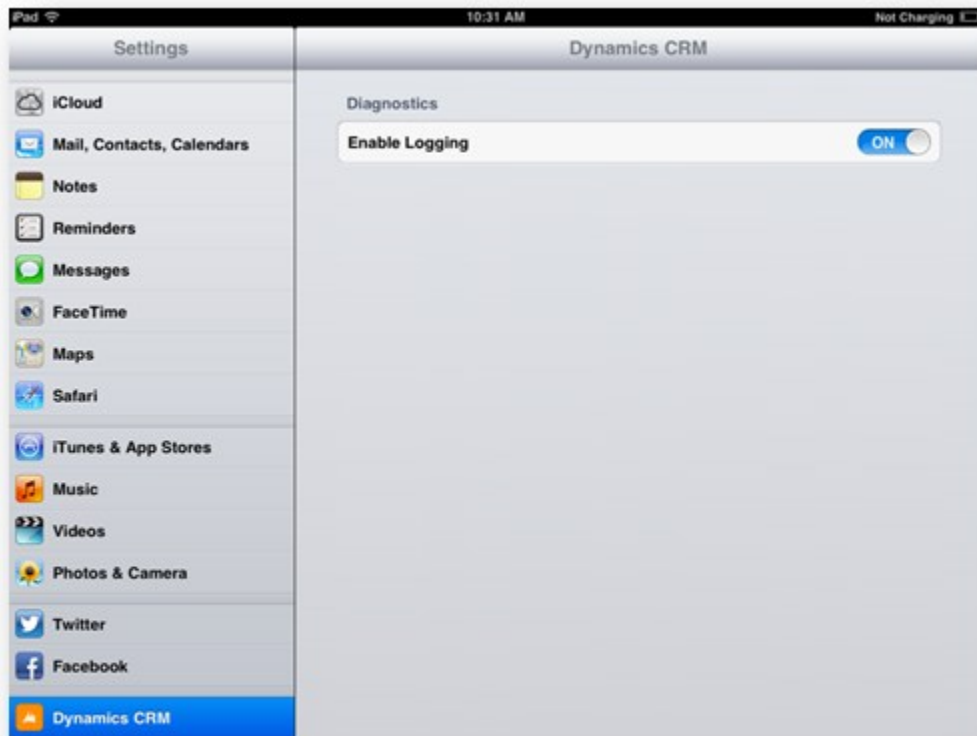 iPad 10:31 AM Not Charging
Settings
Dynamics CRM
iCloud
Mail, Contacts, Calendars
Notes
Reminders
Messages
FaceTime
Maps
Safari
iTunes & App Stores
Music
Videos
Photos & Camera
Twitter
Facebook
Dynamics CRM
Diagnostics
Enable Logging ON